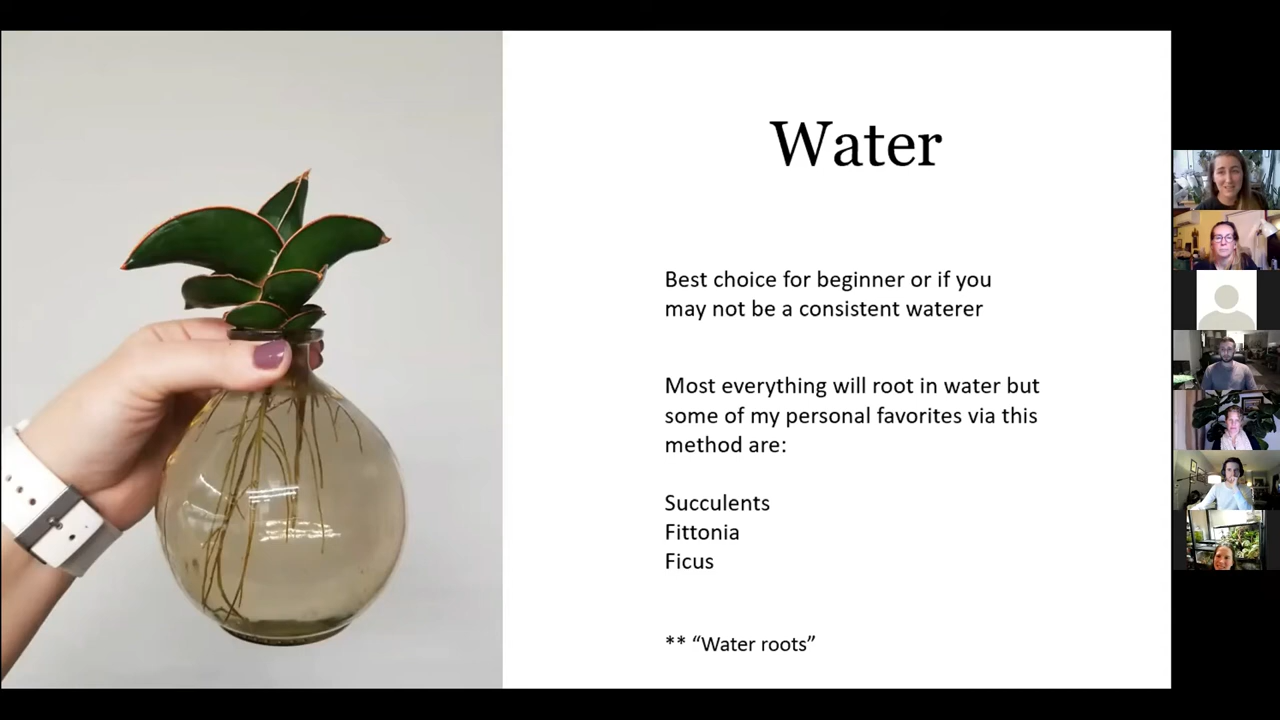 Water
Best choice for beginner or if you
may not be a consistent waterer
Most everything will root in water but
some of my personal favorites via this
method are:
Succulents
Fittonia
Ficus
** “Water roots”